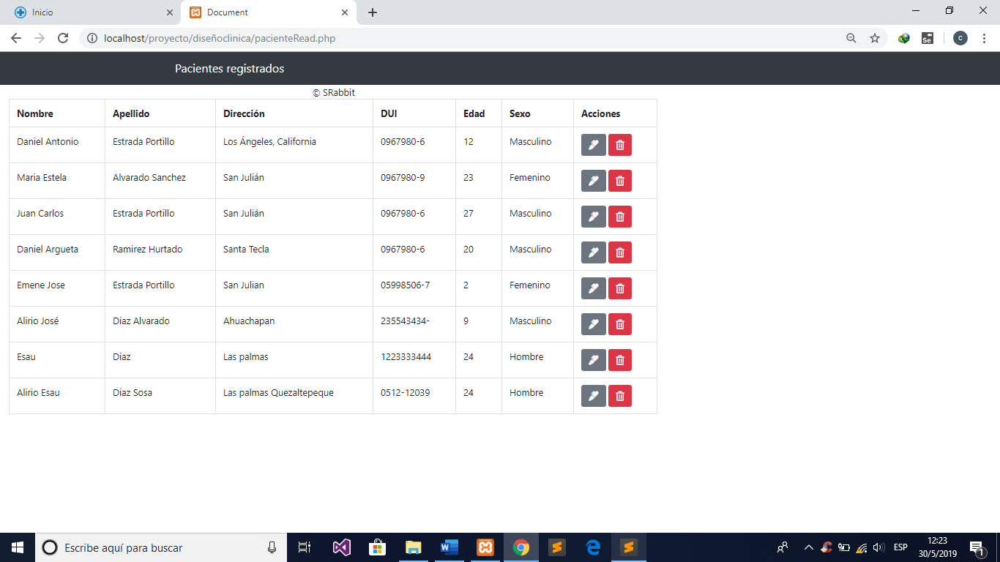 Inicio
Document
localhost/proyecto/diseñoclinica/pacienteRead.php
se
c
Pacientes registrados
© SRabbit
Nombre Apellido Dirección DUI Edad Sexo Acciones
Daniel Antonio Estrada Portillo Los Ángeles, California 0967980-6 12 Masculino
Maria Estela Alvarado Sanchez San Julián 0967980-9 23 Femenino
Juan Carlos Estrada Portillo San Julián 0967980-6 27 Masculino
Daniel Argueta Ramirez Hurtado Santa Tecla 0967980-6 20 Masculino
Emene Jose Estrada Portillo San Julian 05998506-7 2 Femenino
Alirio José Diaz Alvarado Ahuachapan 235543434- 9 Masculino
Esau Diaz Las palmas 1223333444 24 Hombre
Alirio Esau Díaz Sosa Las palmas Quezaltepeque 0512-12039 24 Hombre
Escribe aquí para buscar
ESP
12:23
30/5/2019
1